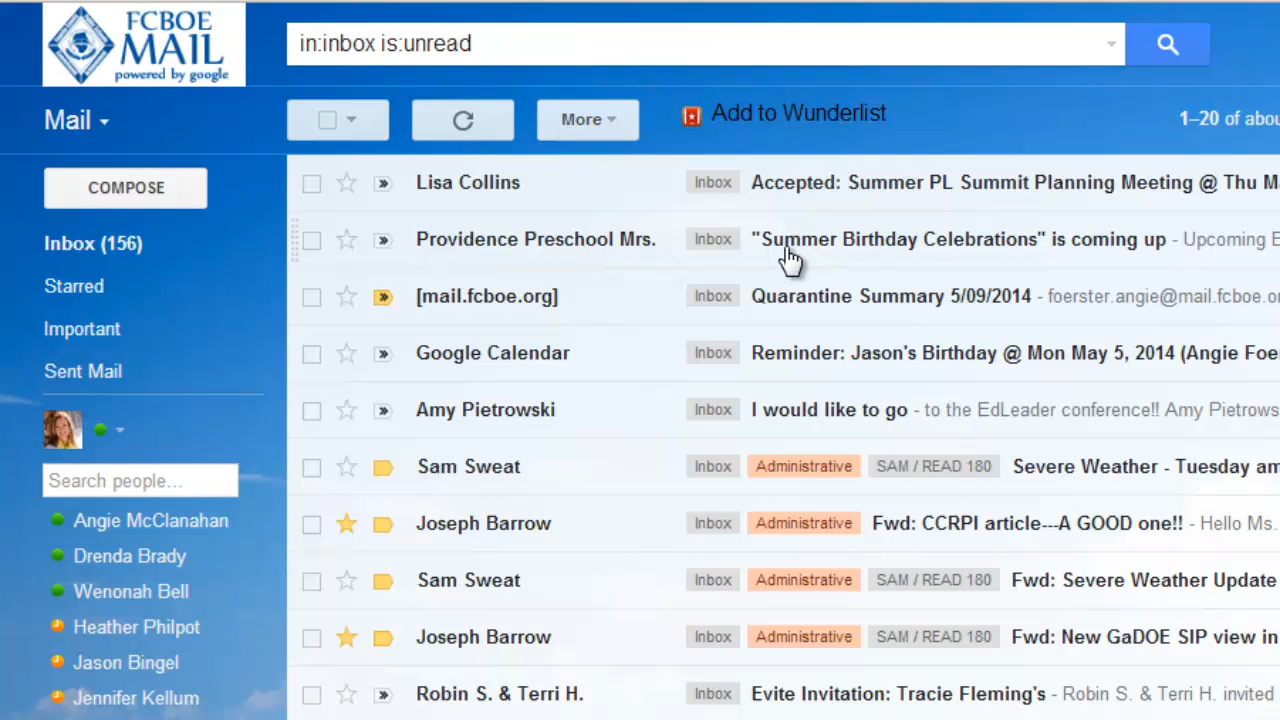 FCBOE
MAIL
powered by google
in:inbox is:unread
Mail
More
Add to Wunderlist
1–20 of abou
COMPOSE
Inbox (156)
Starred
Important
Sent Mail
Search people...
Angie McClanahan
Drenda Brady
Wenonah Bell
Heather Philpot
Jason Bingel
Jennifer Kellum
Lisa Collins Inbox Accepted: Summer PL Summit Planning Meeting @ Thu Ma
Providence Preschool Mrs. Inbox "Summer Birthday Celebrations" is coming up - Upcoming E
[mail.fcboe.org] Inbox Quarantine Summary 5/09/2014 - foerster.angie@mail.fcboe.or
Google Calendar Inbox Reminder: Jason's Birthday @ Mon May 5, 2014 (Angie Foe
Amy Pietrowski Inbox I would like to go - to the EdLeader conference!! Amy Pietrows
Sam Sweat Inbox Administrative SAM / READ 180 Severe Weather - Tuesday am
Joseph Barrow Inbox Administrative Fwd: CCRPI article---A GOOD one!! - Hello Ms.
Sam Sweat Inbox Administrative SAM / READ 180 Fwd: Severe Weather Update
Joseph Barrow Inbox Administrative SAM / READ 180 Fwd: New GaDOE SIP view in
Robin S. & Terri H. Inbox Evite Invitation: Tracie Fleming's - Robin S. & Terri H. invited